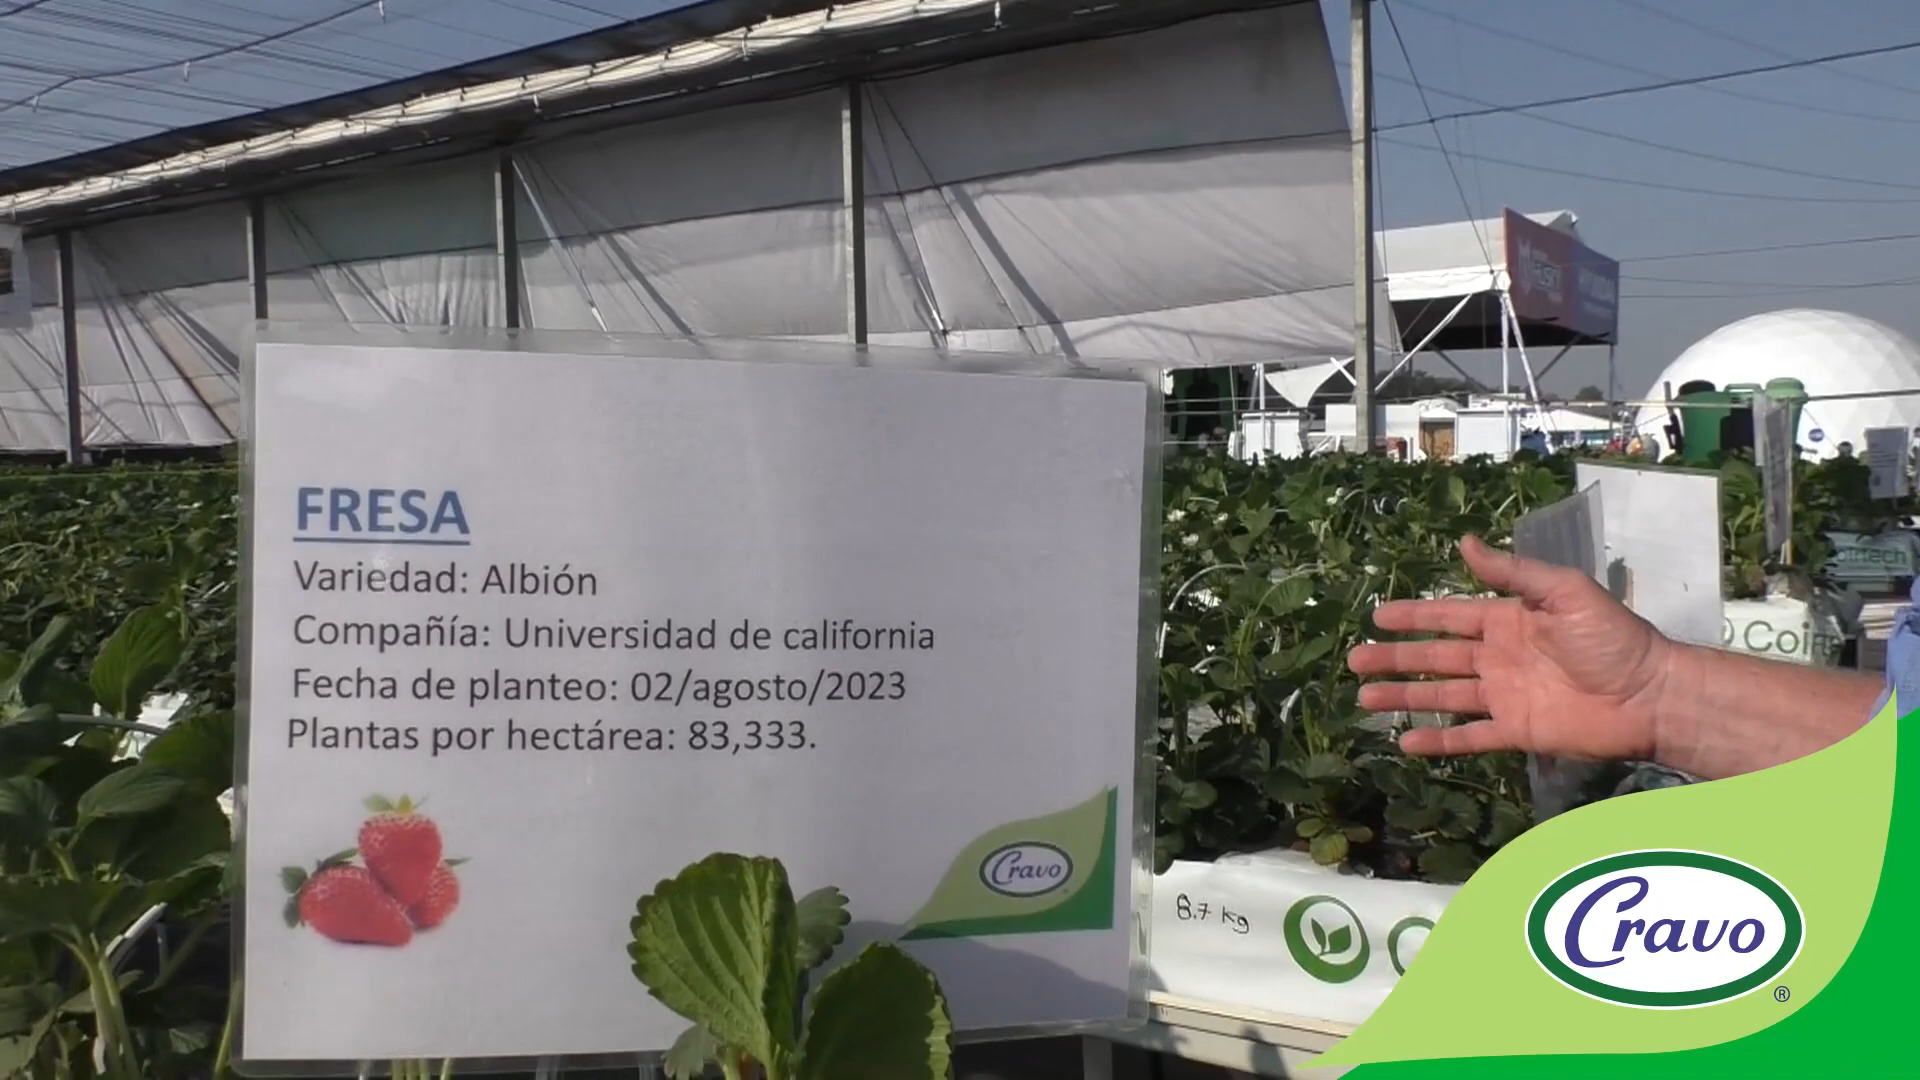 FRESA
Variedad: Albión
Compañía: Universidad de california
Fecha de planteo: 02/agosto/2023
Plantas por hectárea: 83,333.
Cravo
8.7 kg
Cravo
®